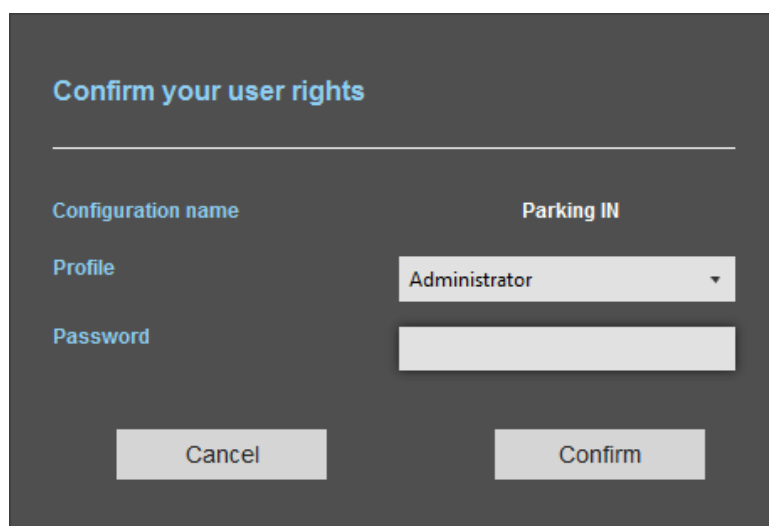 Confirm your user rights
Configuration name Parking IN
Profile Administrator
Password
Cancel Confirm